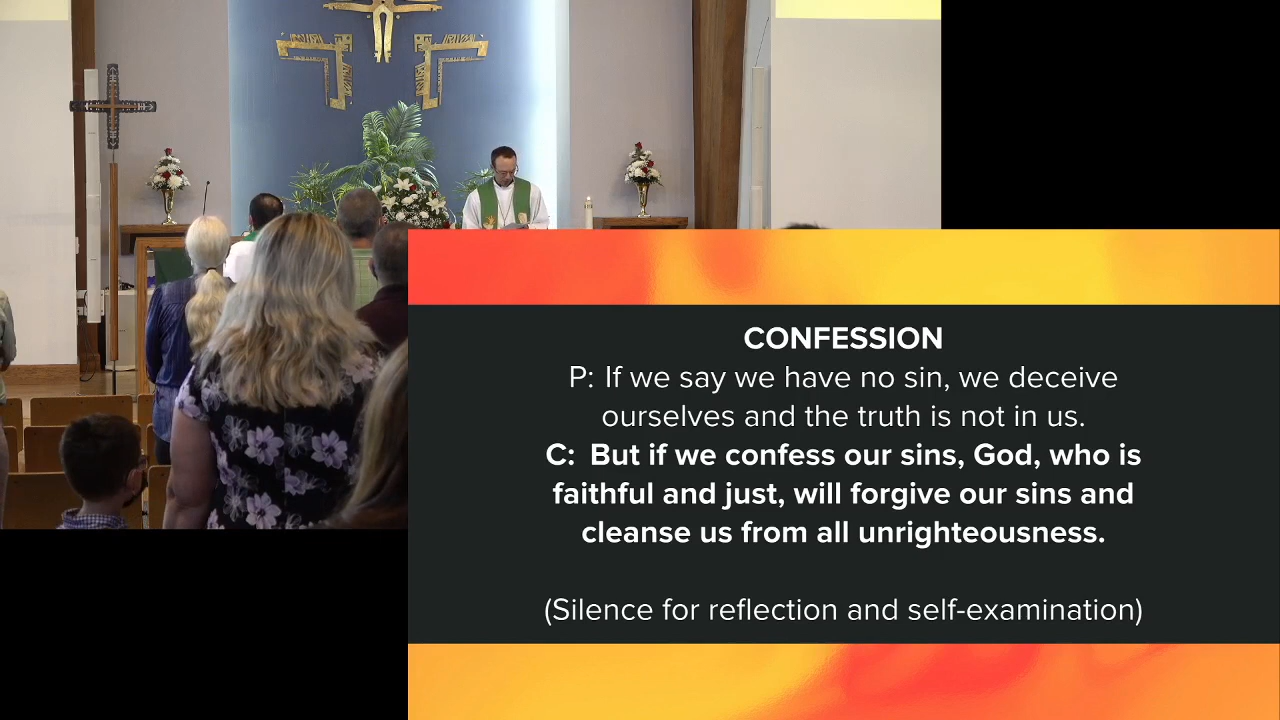 CONFESSION
P: If we say we have no sin, we deceive
ourselves and the truth is not in us.
C:  But if we confess our sins, God, who is
faithful and just, will forgive our sins and
cleanse us from all unrighteousness.
(Silence for reflection and self-examination)